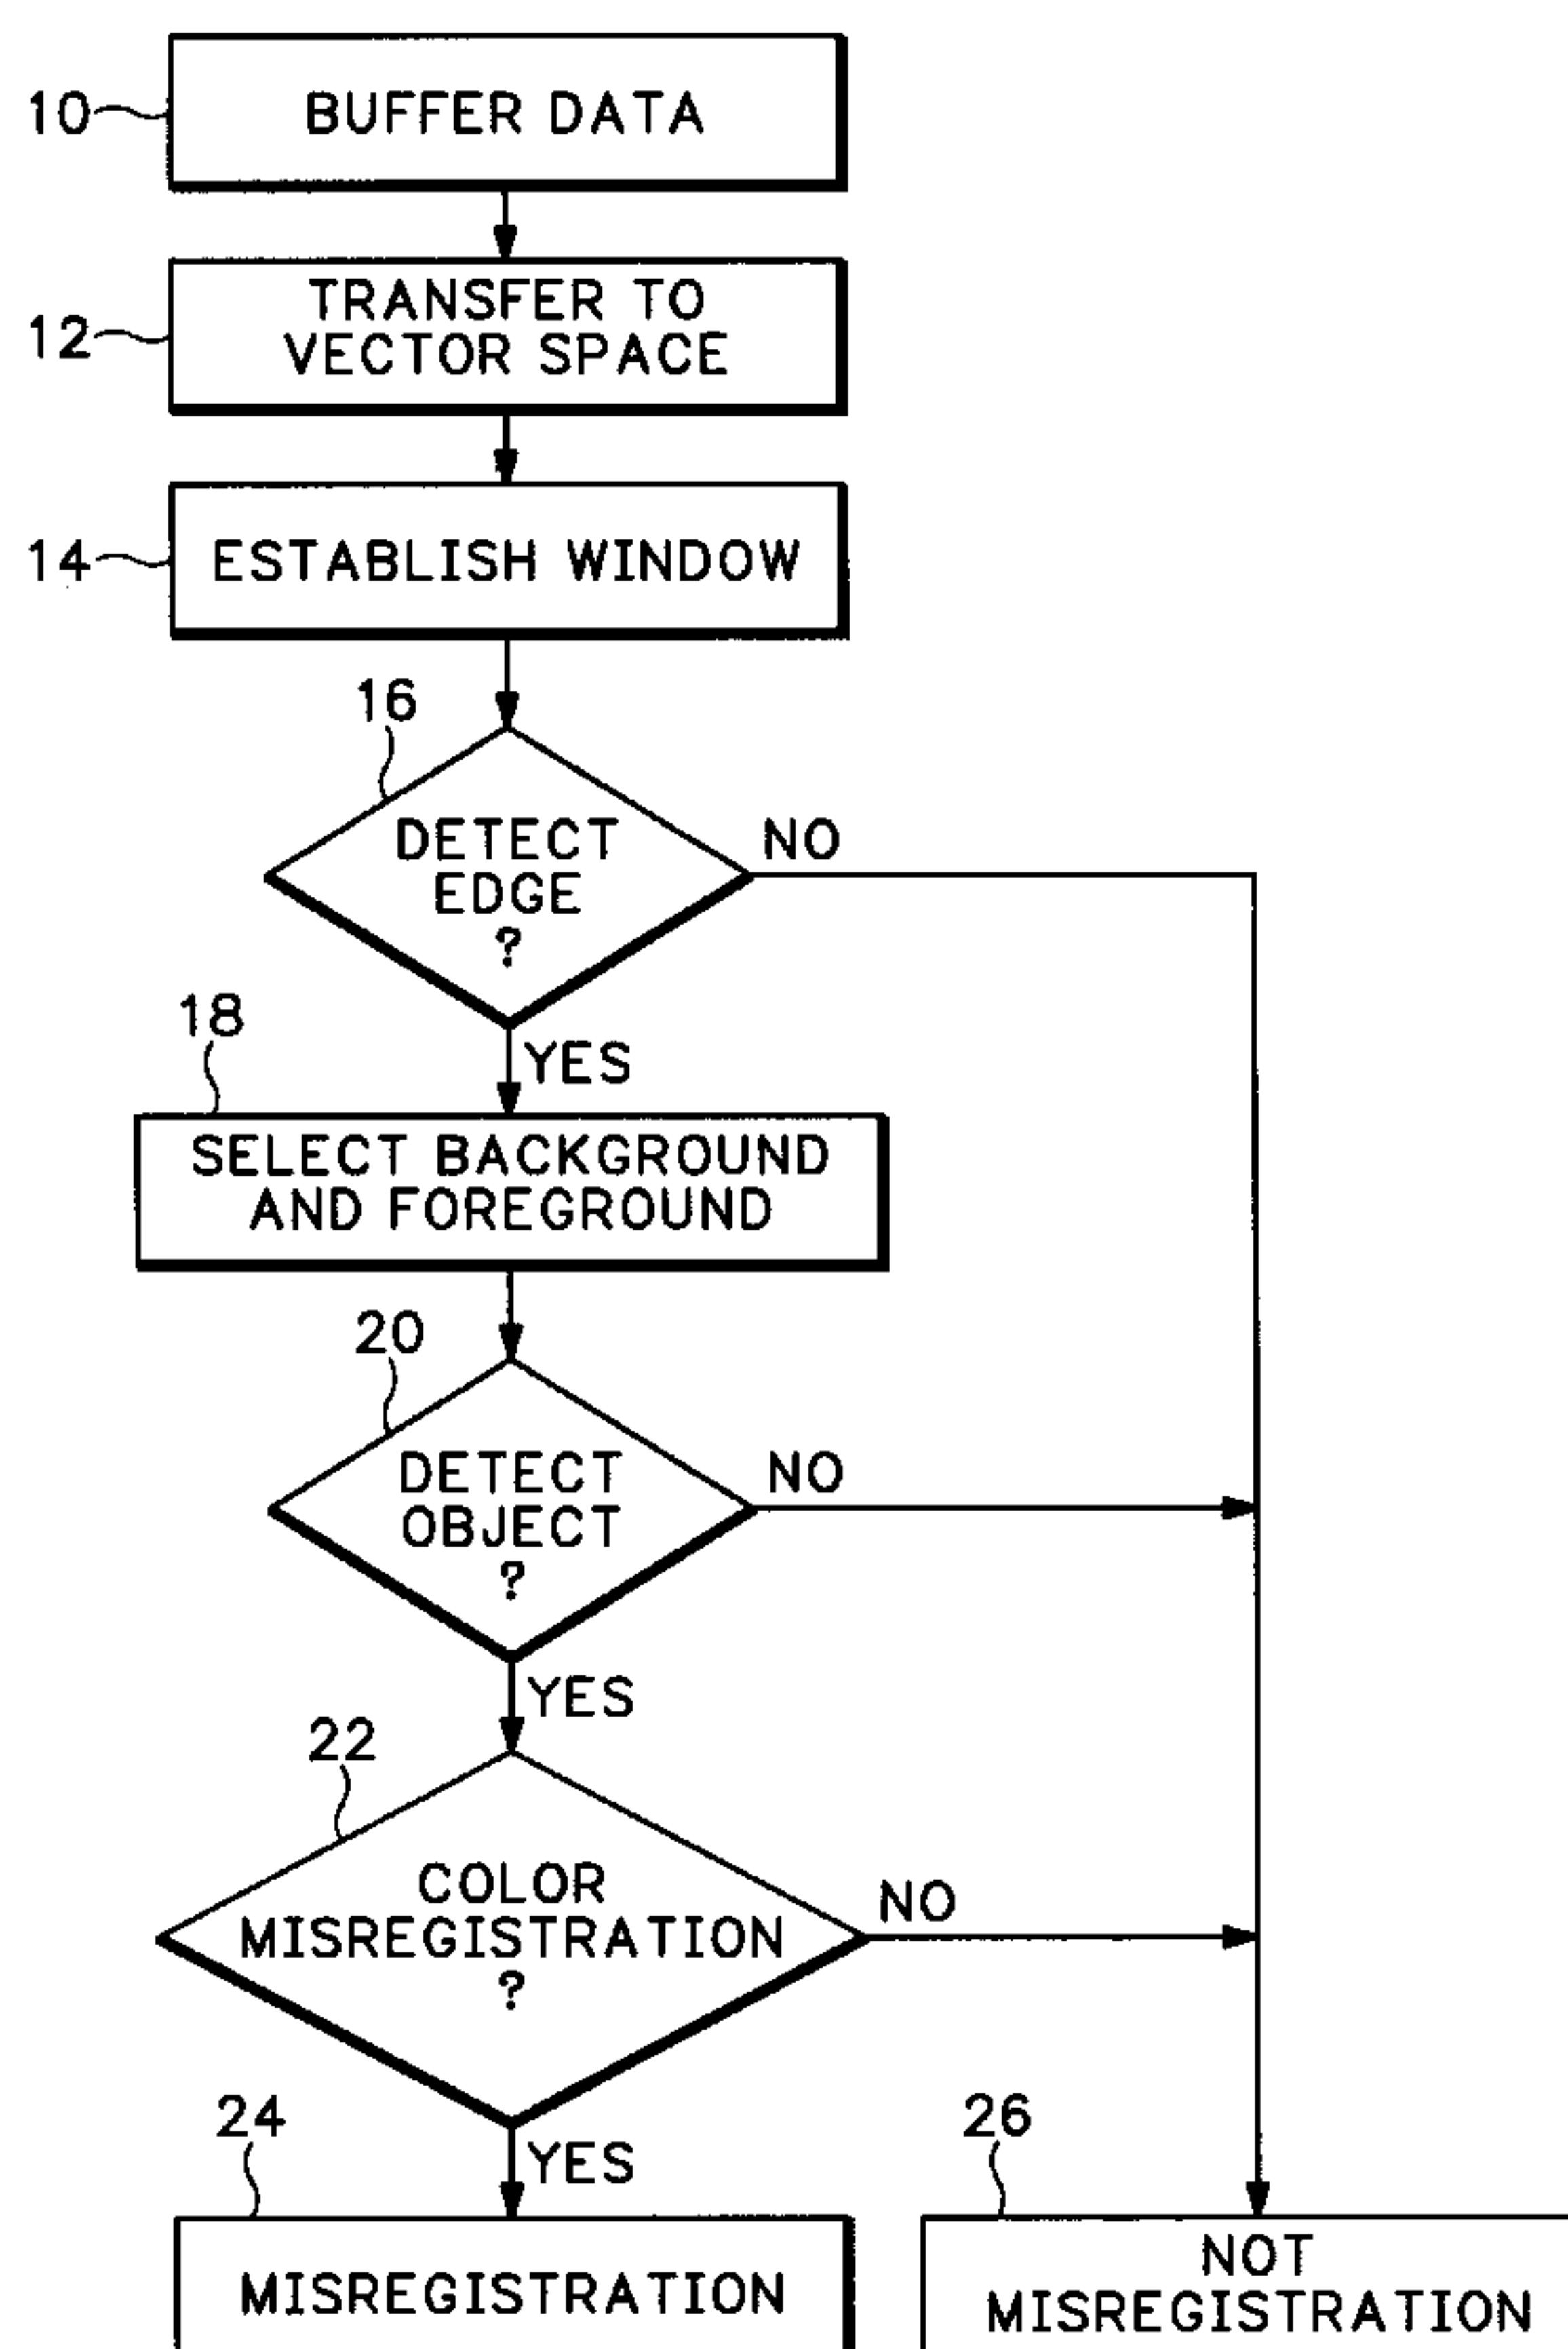 10
BUFFER DATA
12
TRANSFER TO
VECTOR SPACE
14
ESTABLISH WINDOW
16
DETECT
EDGE
?
NO
YES
18
SELECT BACKGROUND
AND FOREGROUND
20
DETECT
OBJECT
?
NO
YES
22
COLOR
MISREGISTRATION
?
NO
YES
24
MISREGISTRATION
26
NOT
MISREGISTRATION